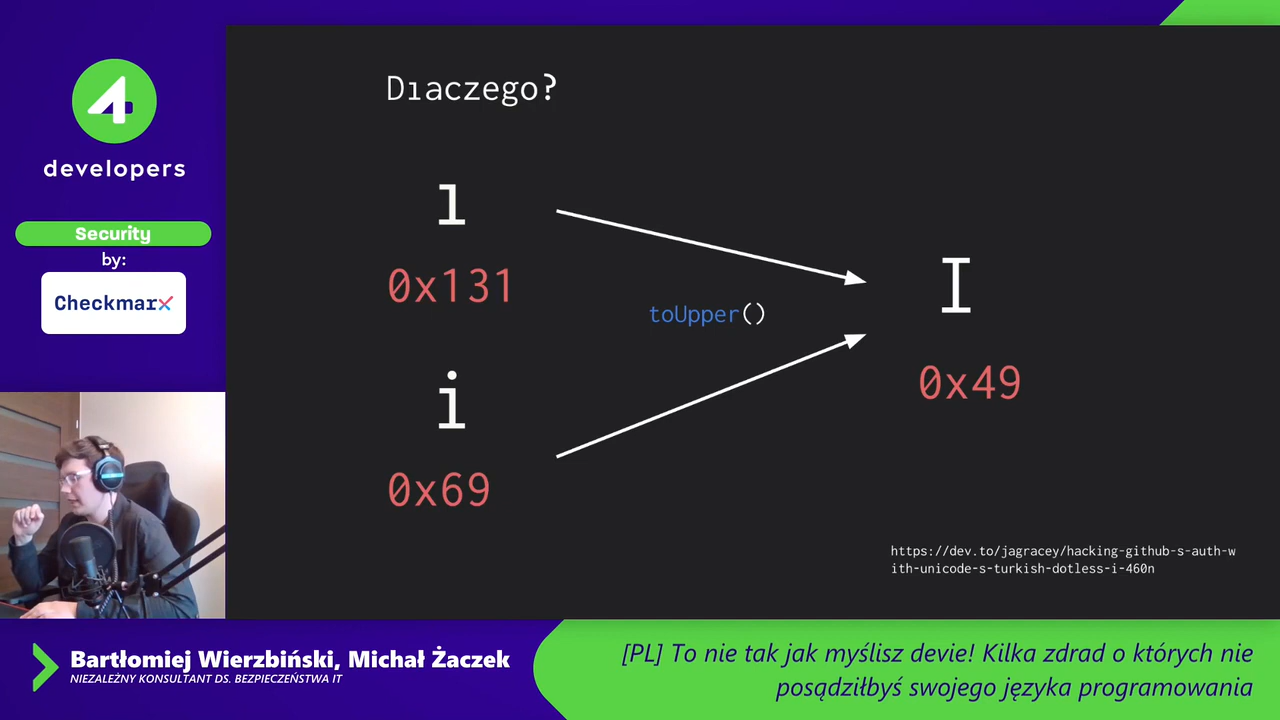 4
developers
Security
by:
Checkmarx
Dıaczego?
ı
0x131
toUpper()
i
0x69
I
0x49
https://dev.to/jagracey/hacking-github-s-auth-w
ith-unicode-s-turkish-dotless-i-460n
Bartłomiej Wierzbiński, Michał Żaczek
NIEZALEŻNY KONSULTANT DS. BEZPIECZEŃSTWA IT
[PL] To nie tak jak myślisz devie! Kilka zdrad o których nie
posądziłbyś swojego języka programowania